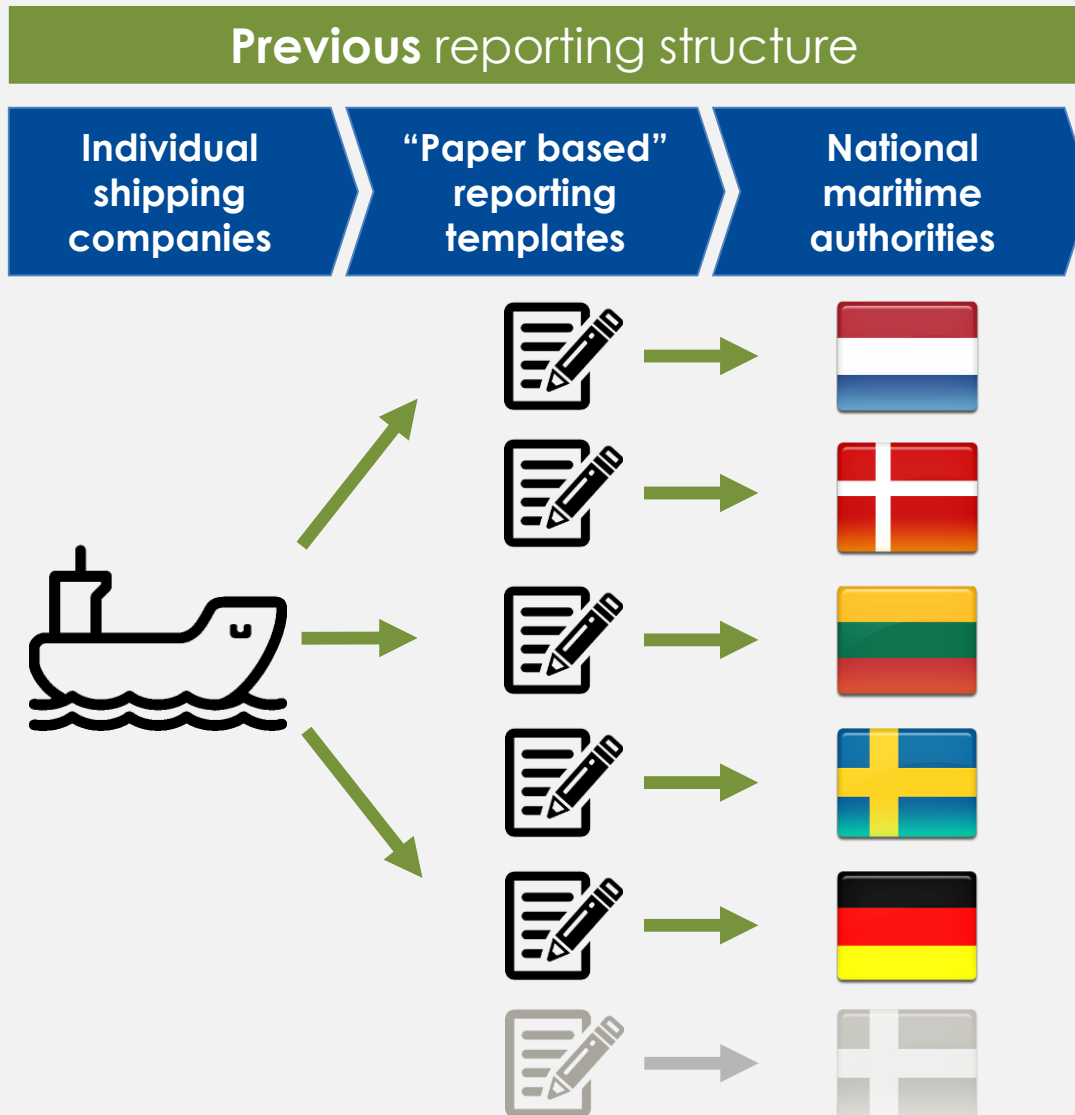 Previous reporting structure
Individual
shipping
companies
“Paper based”
reporting
templates
National
maritime
authorities